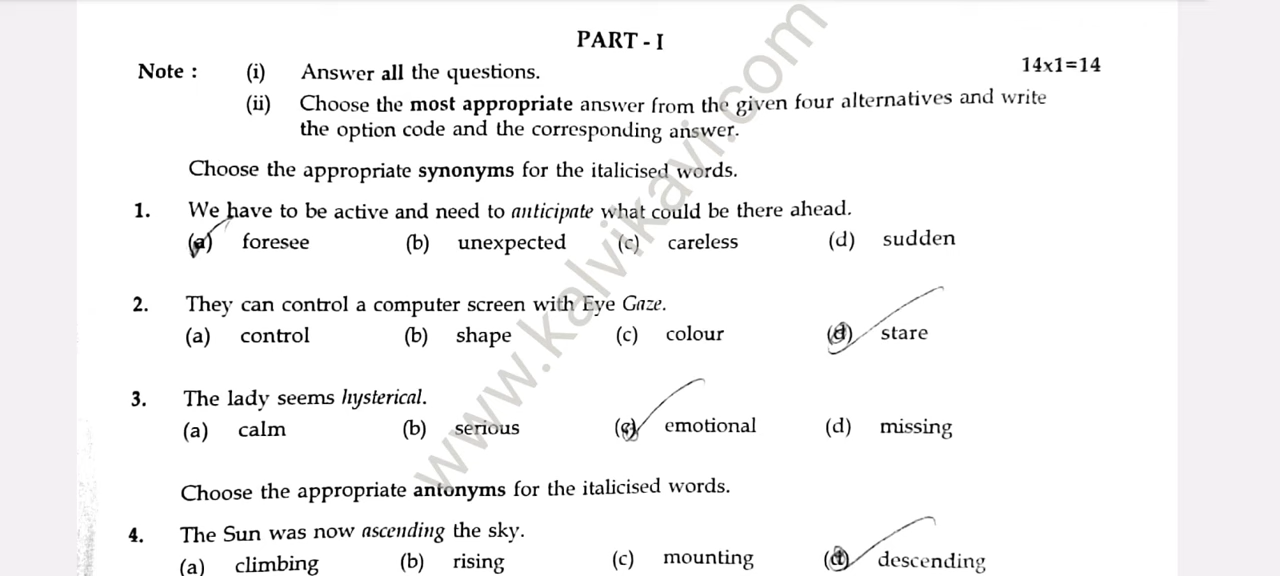 PART - I
Note : (i) Answer all the questions. 14x1=14
(ii) Choose the most appropriate answer from the given four alternatives and write
the option code and the corresponding answer.
Choose the appropriate synonyms for the italicised words.
1. We have to be active and need to anticipate what could be there ahead.
(a) foresee (b) unexpected (c) careless (d) sudden
2. They can control a computer screen with Eye Gaze.
(a) control (b) shape (c) colour (d) stare
3. The lady seems hysterical.
(a) calm (b) serious (c) emotional (d) missing
Choose the appropriate antonyms for the italicised words.
4. The Sun was now ascending the sky.
(a) climbing (b) rising (c) mounting (d) descending
www.kalvikavi.com